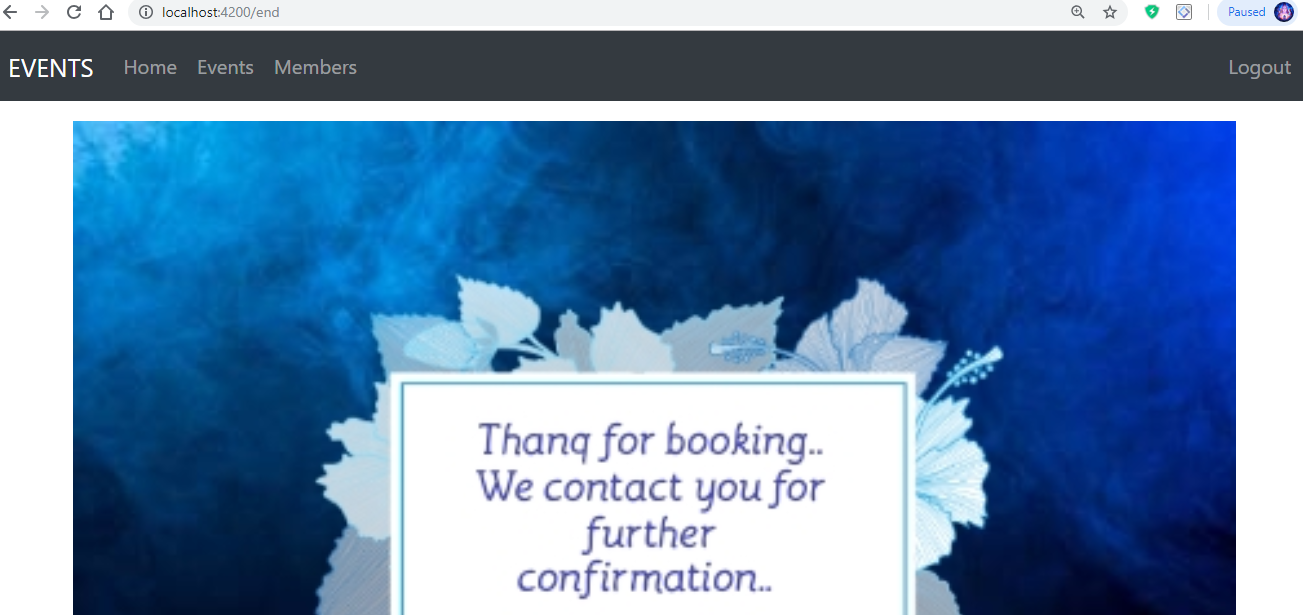 localhost:4200/end
Paused
EVENTS Home Events Members Logout
Thanq for booking..
We contact you for
further
confirmation..